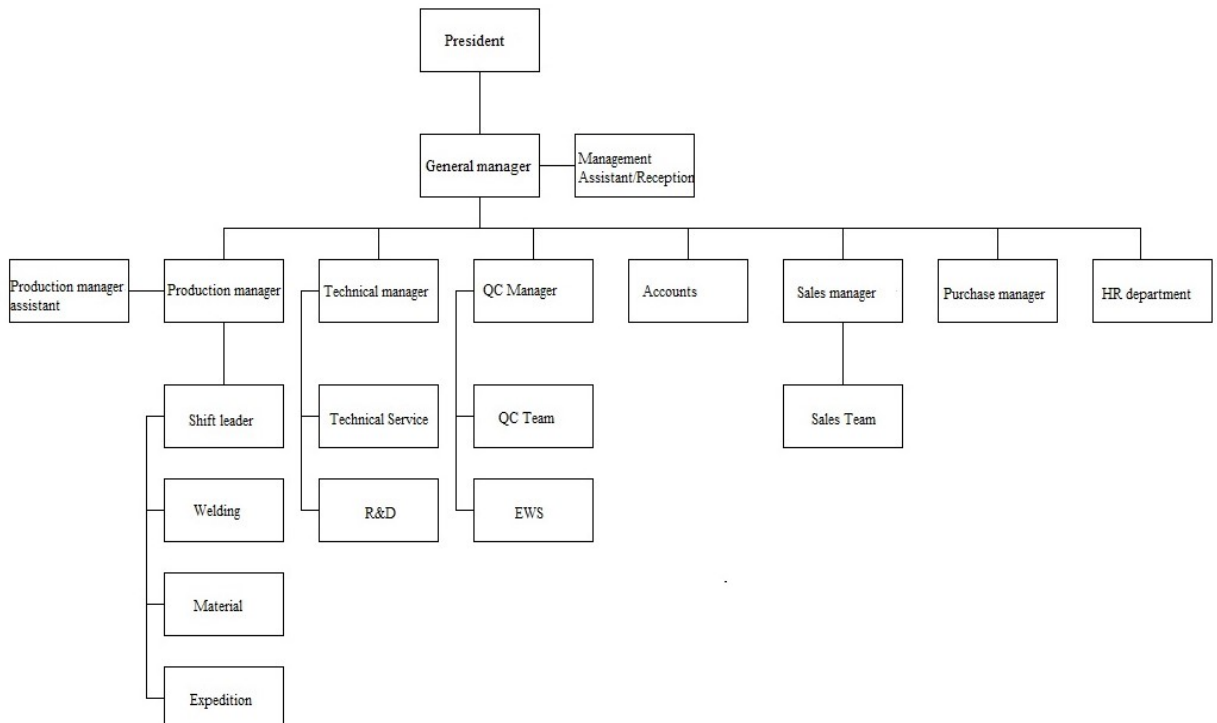 President
General manager
Management
Assistant/Reception
Production manager
assistant
Production manager
Technical manager
QC Manager
Accounts
Sales manager
Purchase manager
HR department
Shift leader
Technical Service
QC Team
Sales Team
Welding
R&D
EWS
Material
Expedition